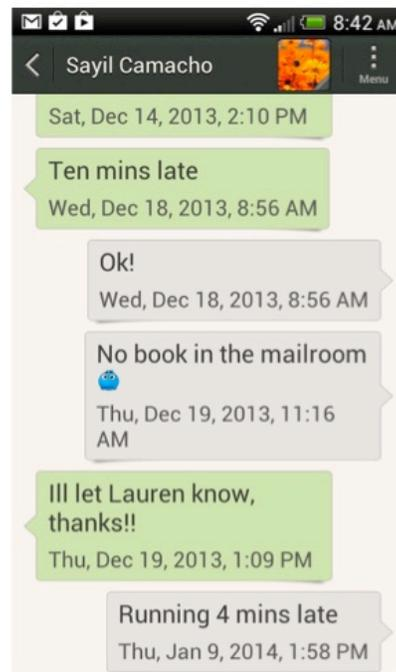 8:42 AM
Sayil Camacho
Menu
Sat, Dec 14, 2013, 2:10 PM
Ten mins late
Wed, Dec 18, 2013, 8:56 AM
Ok!
Wed, Dec 18, 2013, 8:56 AM
No book in the mailroom
Thu, Dec 19, 2013, 11:16
AM
Ill let Lauren know,
thanks!!
Thu, Dec 19, 2013, 1:09 PM
Running 4 mins late
Thu, Jan 9, 2014, 1:58 PM